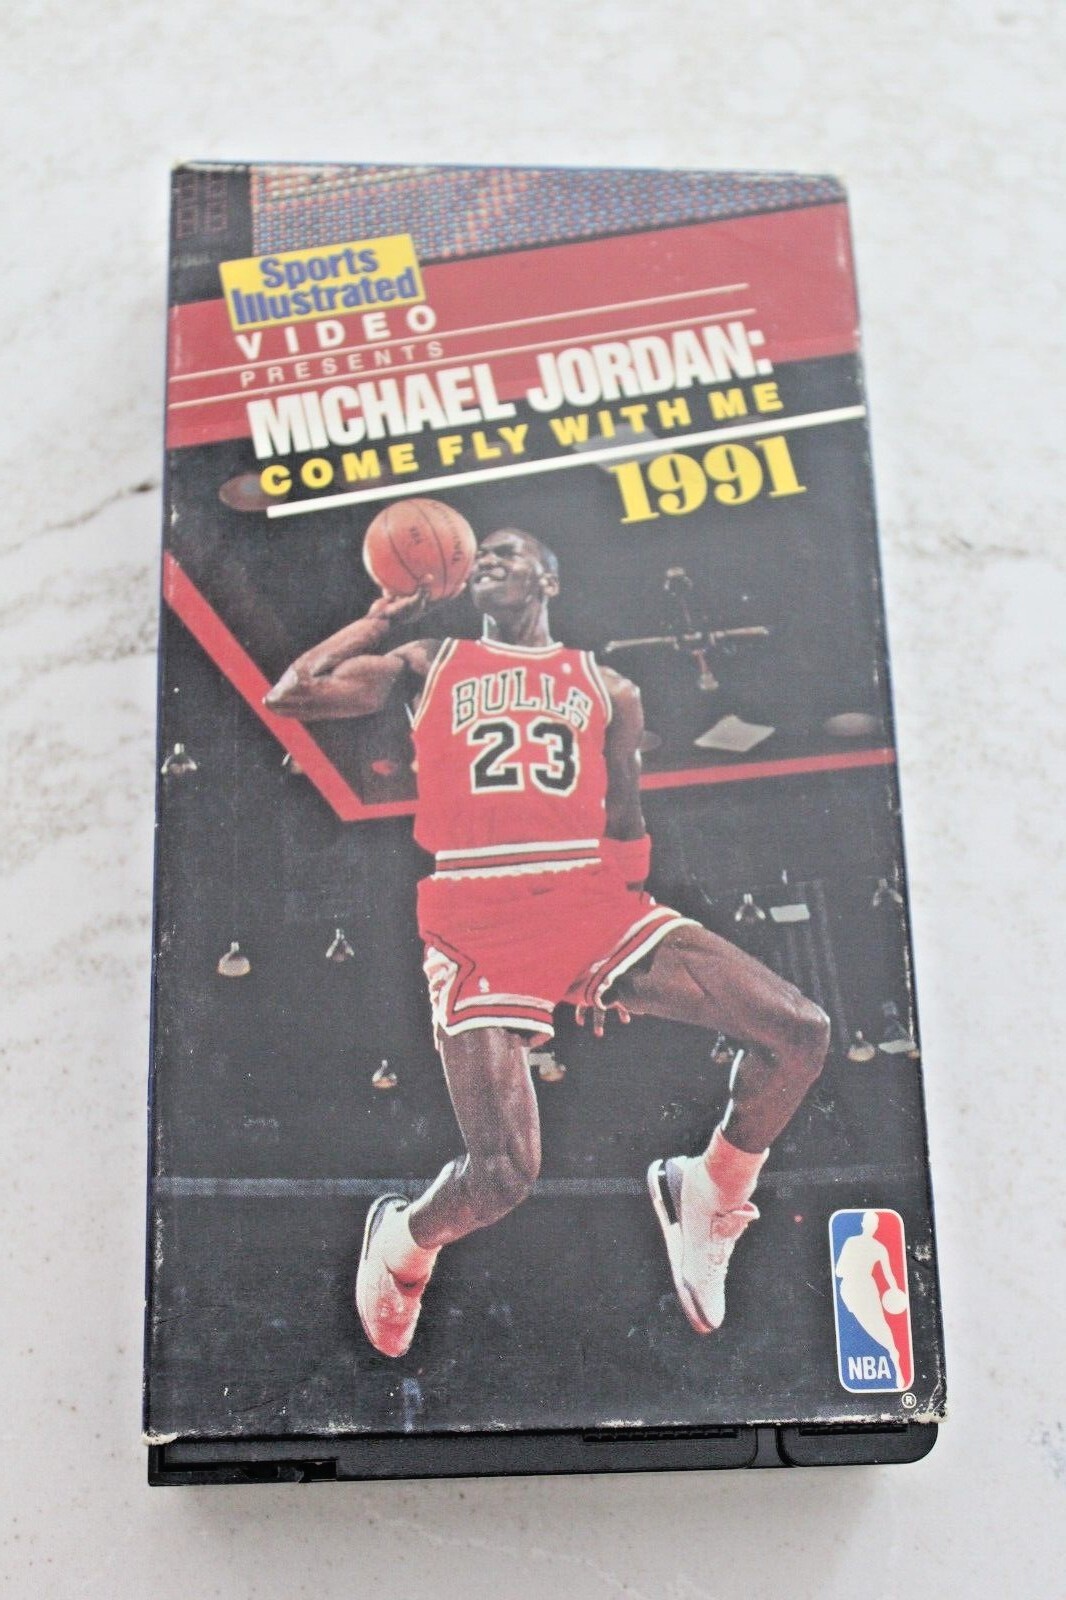 Sports
Illustrated
VIDEO
PRESENTS
MICHAEL JORDAN:
COME FLY WITH ME
1991
BULLS
23
NBA
®